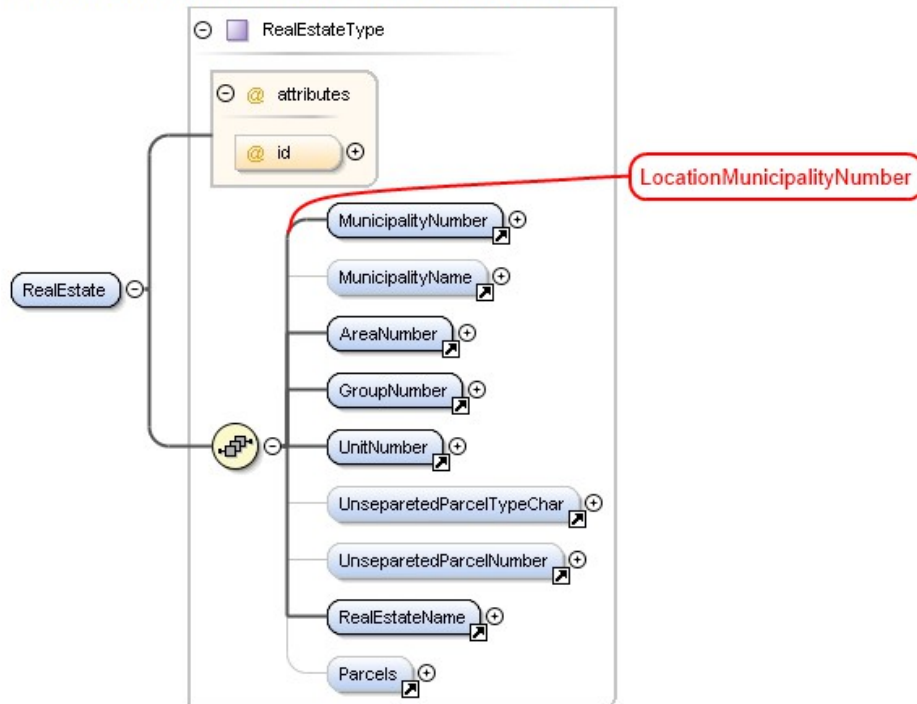 RealEstateType
@ attributes
@ id
LocationMunicipalityNumber
MunicipalityNumber
MunicipalityName
RealEstate
AreaNumber
GroupNumber
UnitNumber
UnseparetedParcelTypeChar
UnseparetedParcelNumber
RealEstateName
Parcels